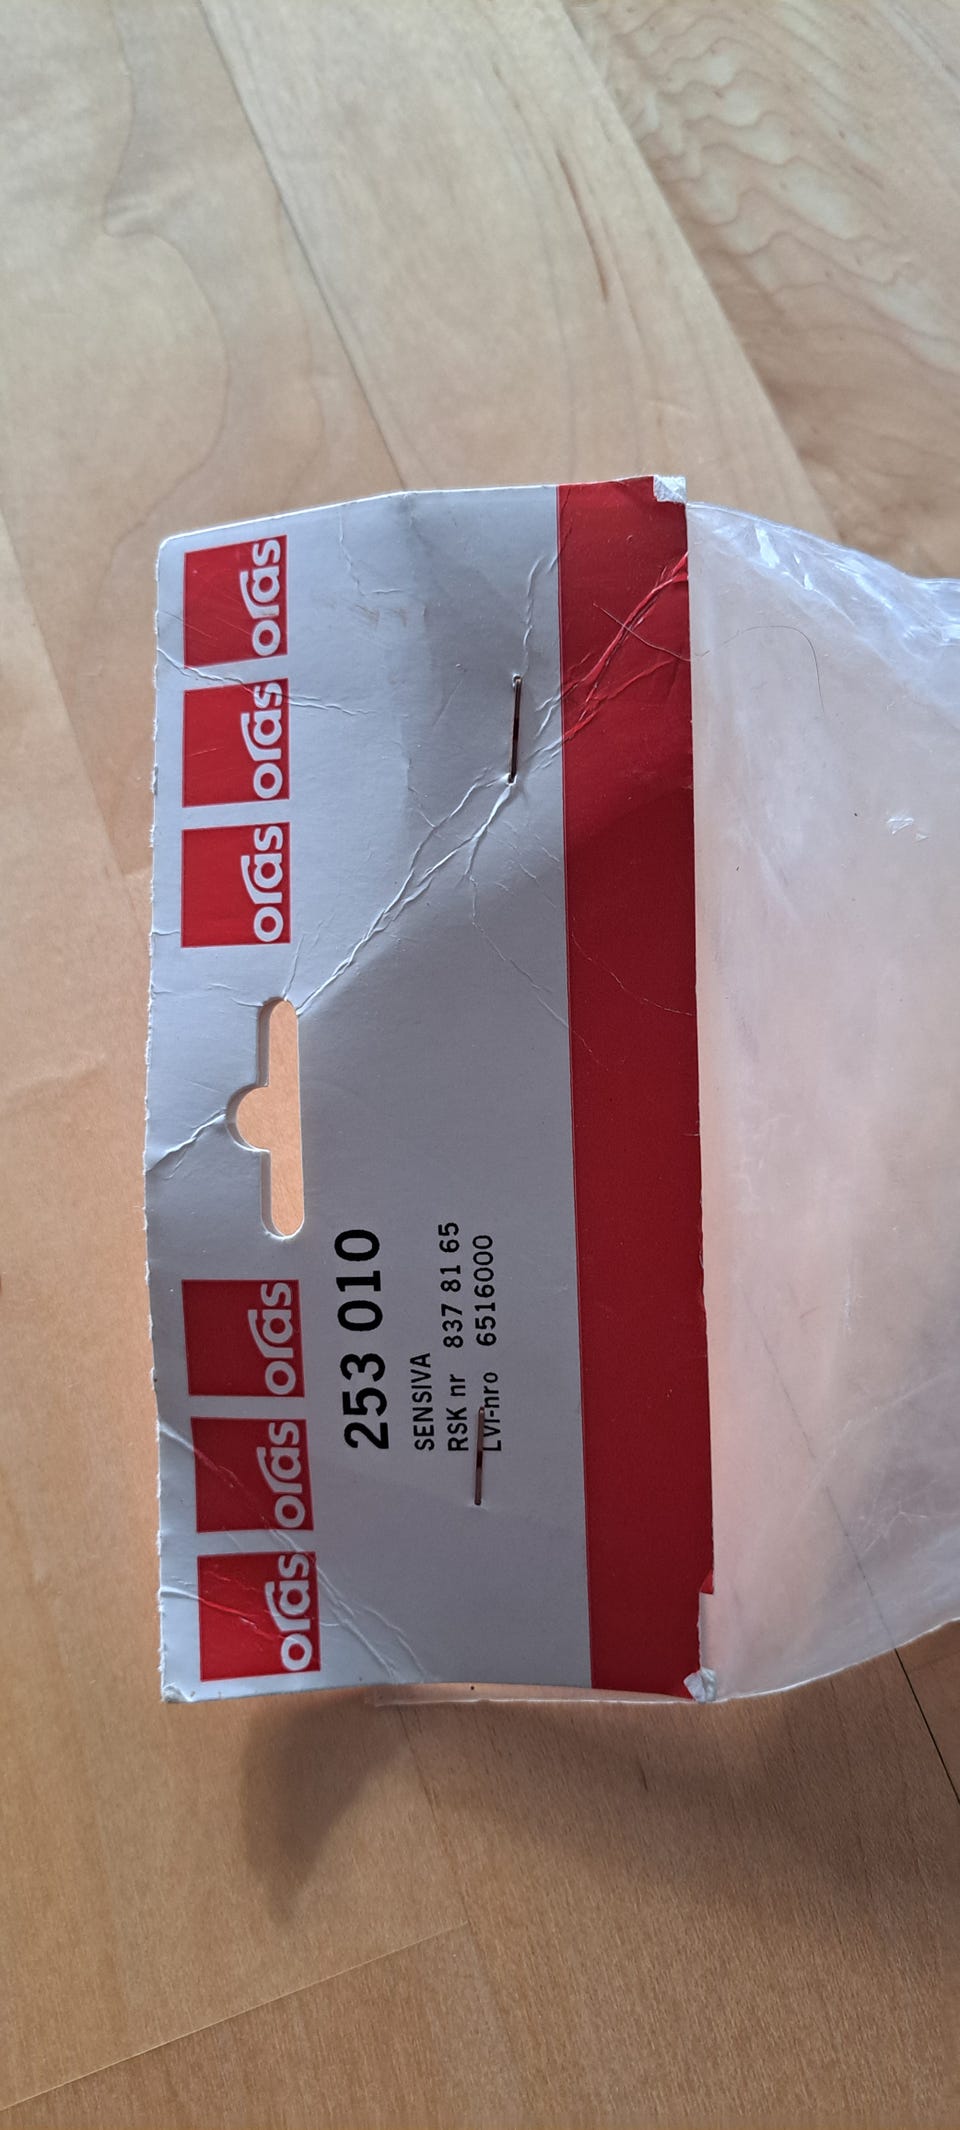 oras oras oras oras oras oras
253 010
SENSIVA
RSK nr 837 81 65
LVI-nro 6516000